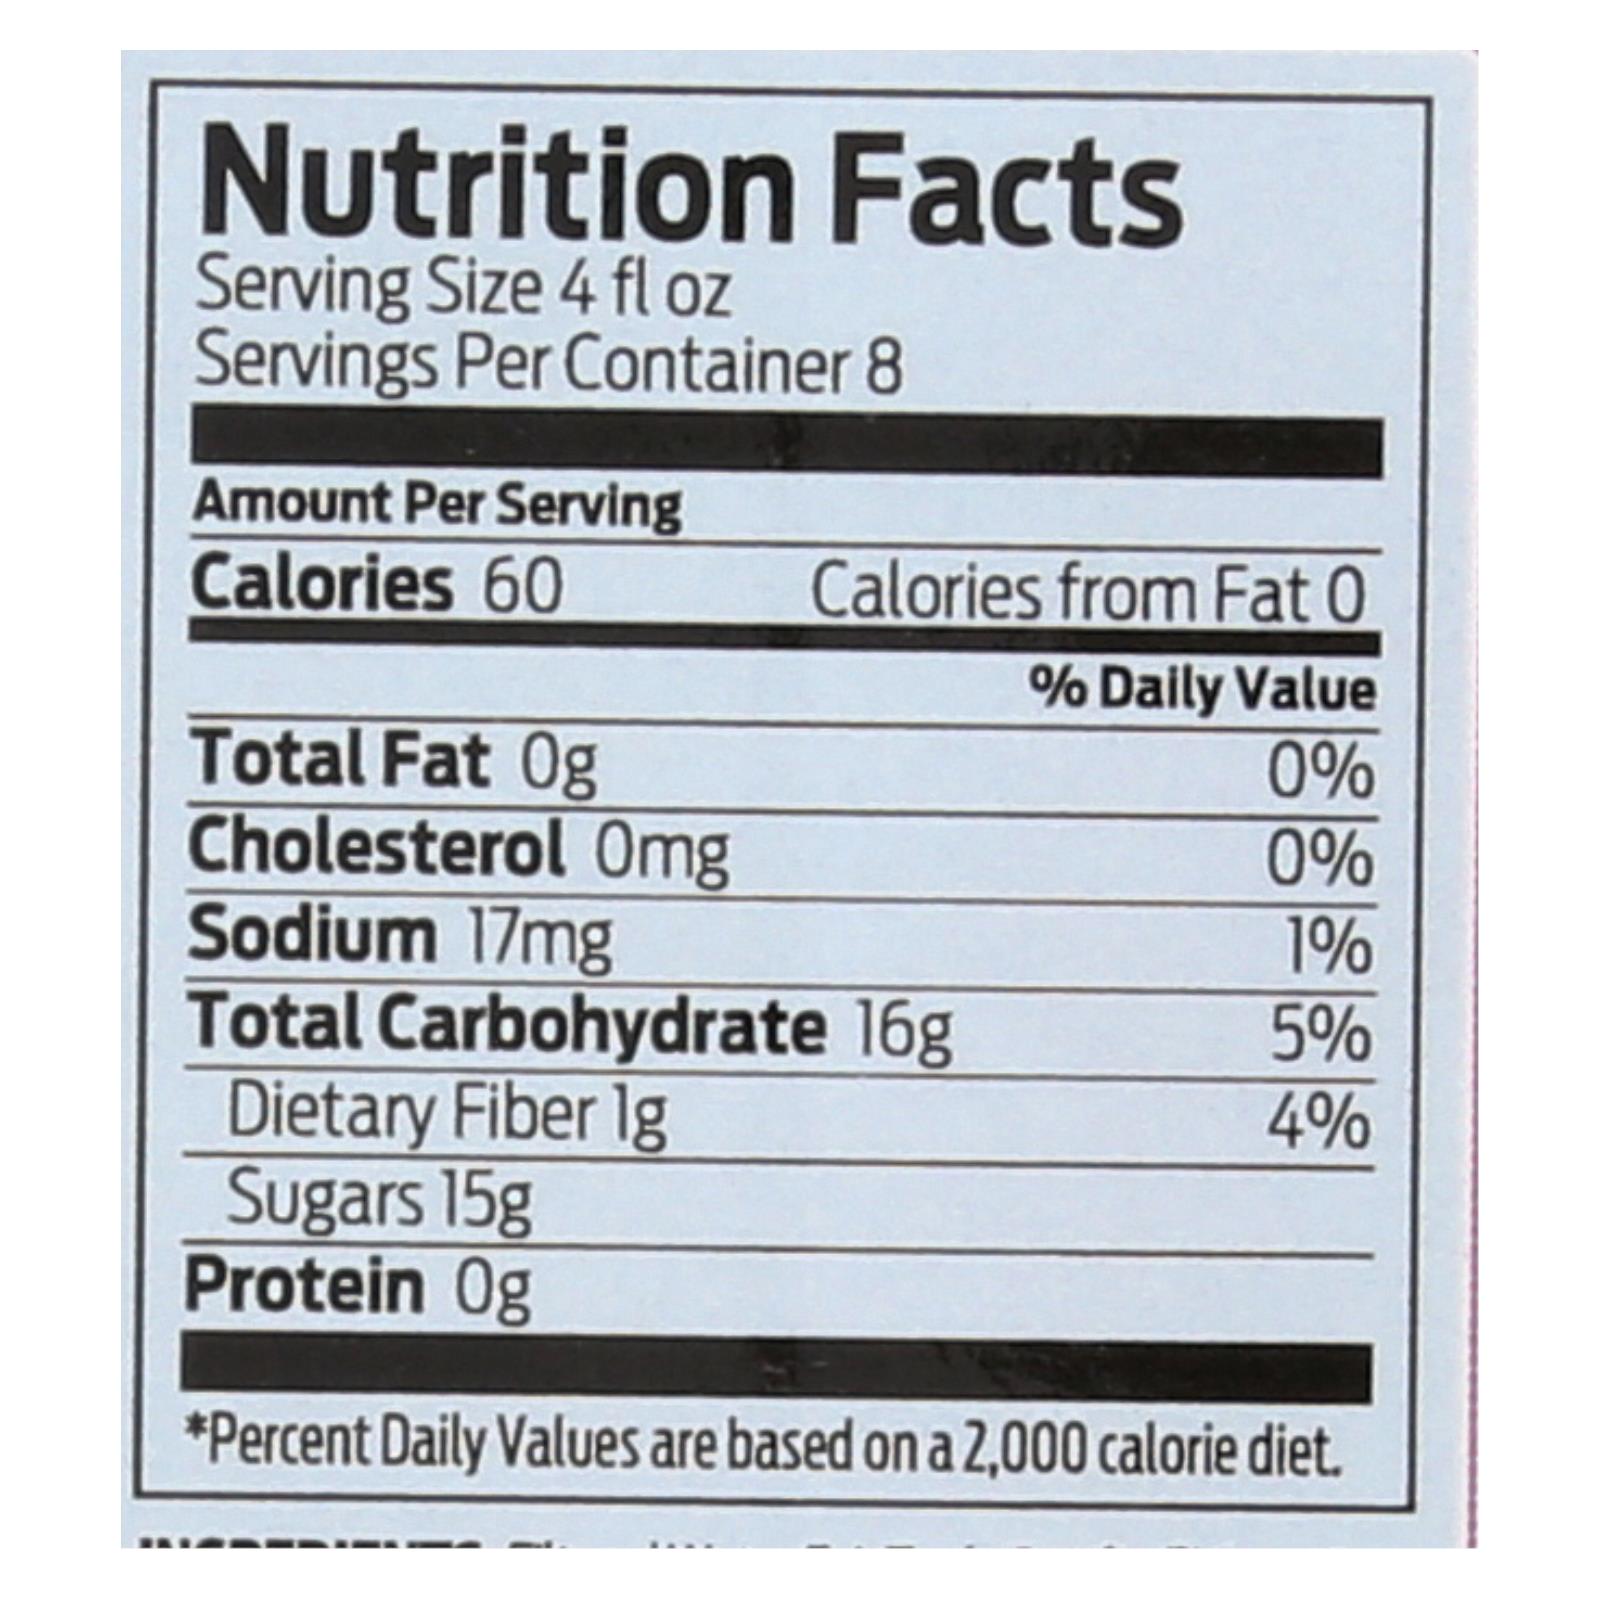 Nutrition Facts
Serving Size 4 fl oz
Servings Per Container 8
Amount Per Serving
Calories 60 Calories from Fat 0
% Daily Value
Total Fat 0g 0%
Cholesterol 0mg 0%
Sodium 17mg 1%
Total Carbohydrate 16g 5%
Dietary Fiber 1g 4%
Sugars 15g
Protein 0g
*Percent Daily Values are based on a 2,000 calorie diet.